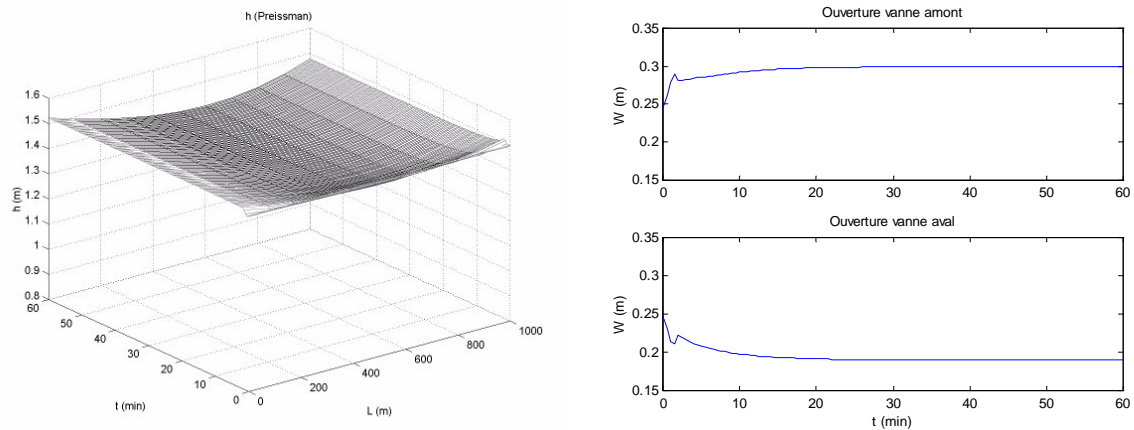 h (Preissman)
1.6
1.5
1.4
1.3
1.2
1.1
1
0.9
0.8
h (m)
60
50
40
30
20
10
0
t (min)
0
200
400
600
800
1000
L (m)
Ouverture vanne amont
0.35
0.3
0.25
0.2
0.15
W (m)
0 10 20 30 40 50 60
Ouverture vanne aval
0.35
0.3
0.25
0.2
0.15
W (m)
0 10 20 30 40 50 60
t (min)